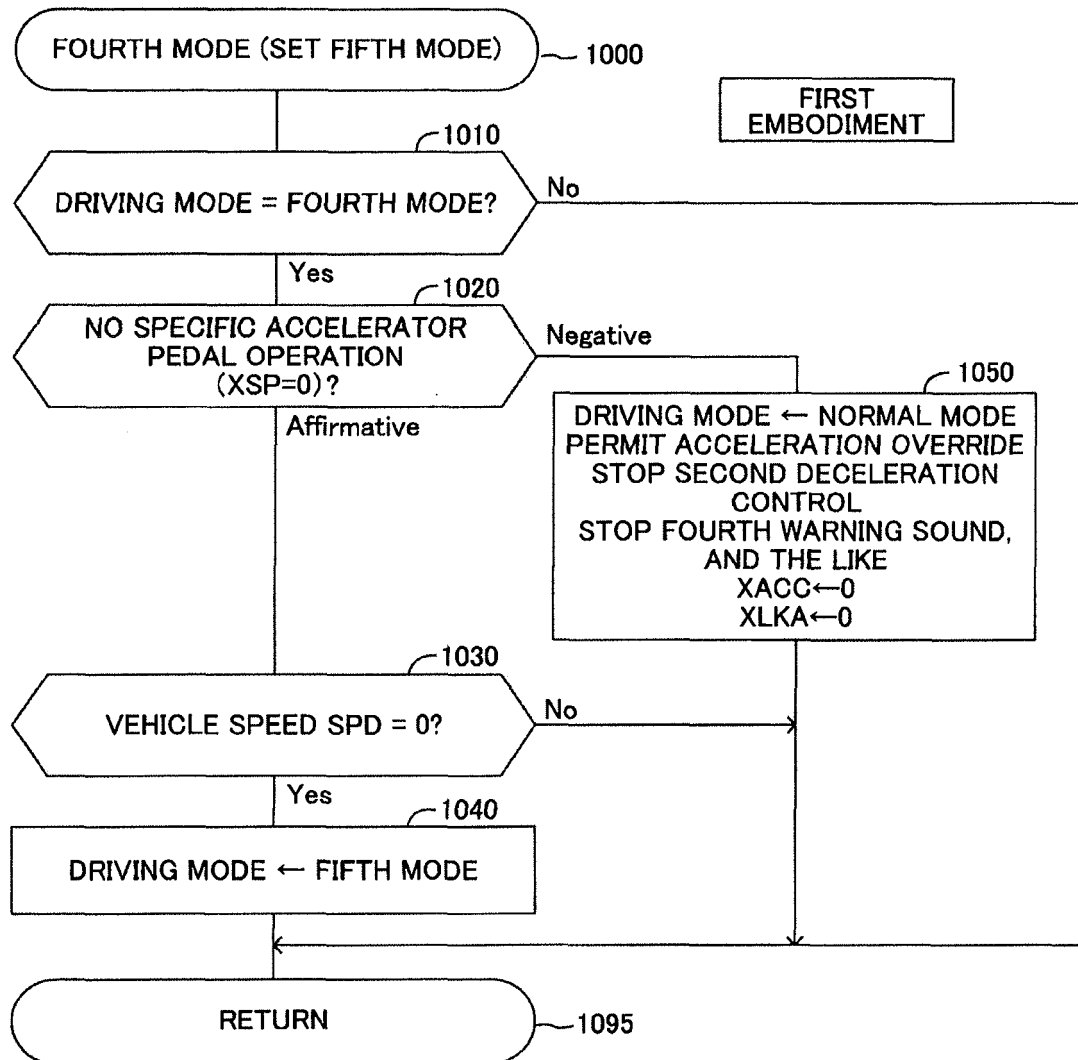 FOURTH MODE (SET FIFTH MODE)
1000
FIRST
EMBODIMENT
1010
DRIVING MODE = FOURTH MODE?
No
Yes
1020
NO SPECIFIC ACCELERATOR
PEDAL OPERATION
(XSP=0)?
Negative
Affirmative
1050
DRIVING MODE ← NORMAL MODE
PERMIT ACCELERATION OVERRIDE
STOP SECOND DECELERATION
CONTROL
STOP FOURTH WARNING SOUND,
AND THE LIKE
XACC←0
XLKA←0
1030
VEHICLE SPEED SPD = 0?
No
Yes
1040
DRIVING MODE ← FIFTH MODE
RETURN
1095